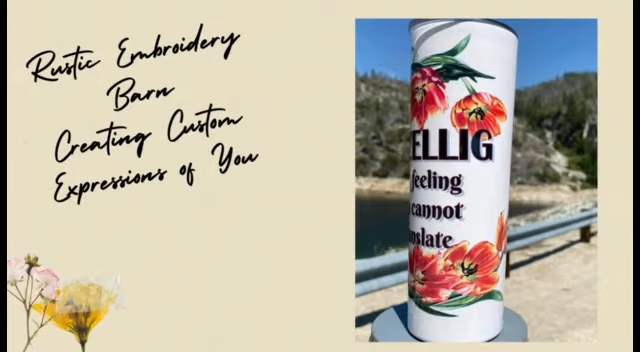 Rustic Embroidery
Barn
Creating Custom
Expressions of You
ELLIG
feeling
cannot
nslate